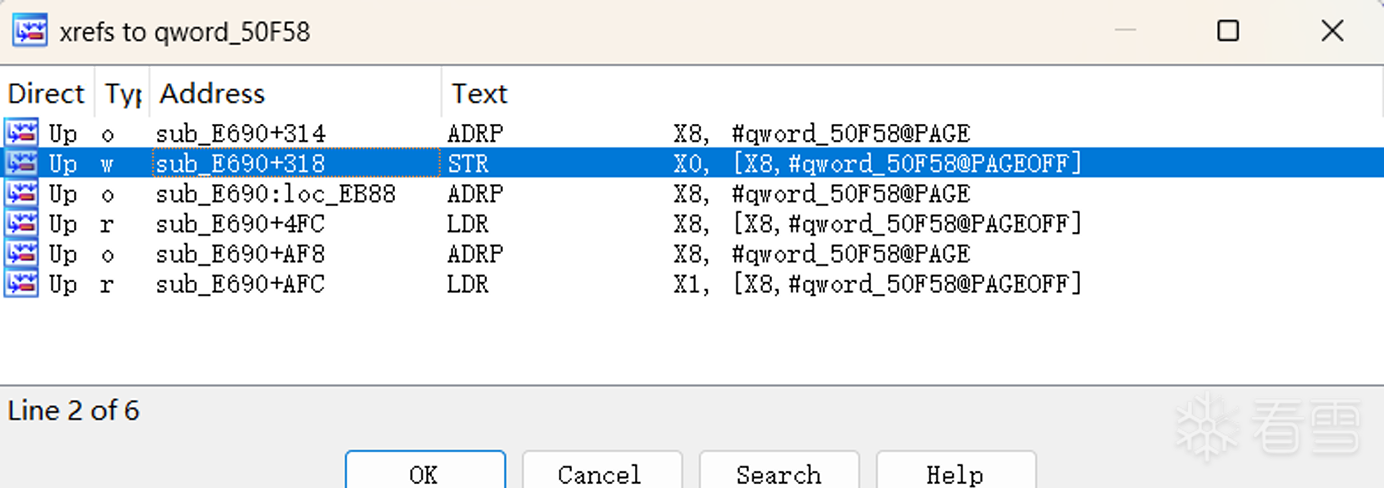 xrefs to qword_50F58
Direct Typ Address Text
Up o sub_E690+314 ADRP X8, #qword_50F58@PAGE
Up w sub_E690+318 STR X0, [X8,#qword_50F58@PAGEOFF]
Up o sub_E690:loc_EB88 ADRP X8, #qword_50F58@PAGE
Up r sub_E690+4FC LDR X8, [X8,#qword_50F58@PAGEOFF]
Up o sub_E690+AF8 ADRP X8, #qword_50F58@PAGE
Up r sub_E690+AFC LDR X1, [X8,#qword_50F58@PAGEOFF]
Line 2 of 6
看雪
OK Cancel Search Help